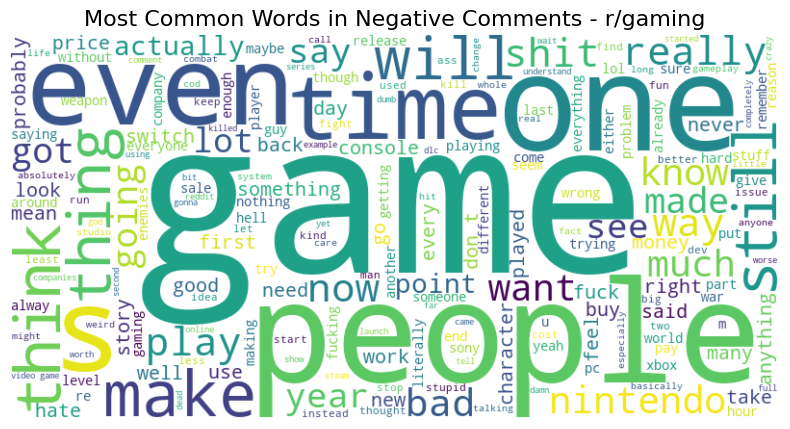 Most Common Words in Negative Comments - r/gaming
probably price actually say will call shit really find started
life without maybe release ass change wait crazy
comment combat series though used kill whole lol long sure gameplay reason
even time one understand
weapon company cod keep enough player day fight dumb real last everything either problem already fun remember completely
saying everyone switch lot guy back console playing come never
using killed example dlc seem better hard stuff little
got thing going absolutely bit sale system something getting every don t different wrong know give
look around run nothing reddit hit trying fact issue anyone
mean enemies god studio gonna hell let yet kind care go another played see made way still
game
least first try man money dev put worse
companies second good idea need now point someone want fuck much
alway weird story online far buy right part
might think s gaming less play making start fucking launch people came u end yeah feel big war said many anything
video game worth show literally sony tell cost character pc especially two world m
level well use work steam xbox pay
hate re dead make instead year stop thought stupid new talking bad damn basically nintendo take hour full